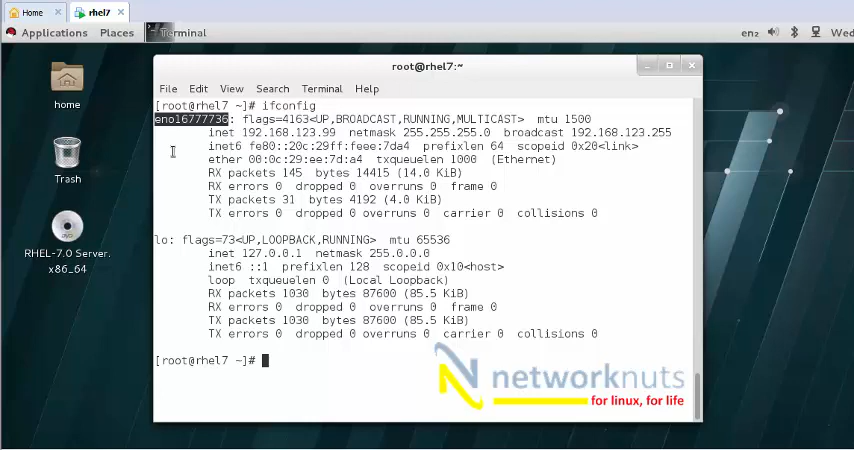 Home
rhel7
Applications Places Terminal
en₂ Wed
home
Trash
RHEL-7.0 Server.
x86_64
root@rhel7:~
File Edit View Search Terminal Help
[root@rhel7 ~]# ifconfig
eno16777736: flags=4163<UP,BROADCAST,RUNNING,MULTICAST> mtu 1500
inet 192.168.123.99 netmask 255.255.255.0 broadcast 192.168.123.255
inet6 fe80::20c:29ff:feee:7da4 prefixlen 64 scopeid 0x20<link>
ether 00:0c:29:ee:7d:a4 txqueuelen 1000 (Ethernet)
RX packets 145 bytes 14415 (14.0 KiB)
RX errors 0 dropped 0 overruns 0 frame 0
TX packets 31 bytes 4192 (4.0 KiB)
TX errors 0 dropped 0 overruns 0 carrier 0 collisions 0
lo: flags=73<UP,LOOPBACK,RUNNING> mtu 65536
inet 127.0.0.1 netmask 255.0.0.0
inet6 ::1 prefixlen 128 scopeid 0x10<host>
loop txqueuelen 0 (Local Loopback)
RX packets 1030 bytes 87600 (85.5 KiB)
RX errors 0 dropped 0 overruns 0 frame 0
TX packets 1030 bytes 87600 (85.5 KiB)
TX errors 0 dropped 0 overruns 0 carrier 0 collisions 0
[root@rhel7 ~]#
networknuts
for linux, for life